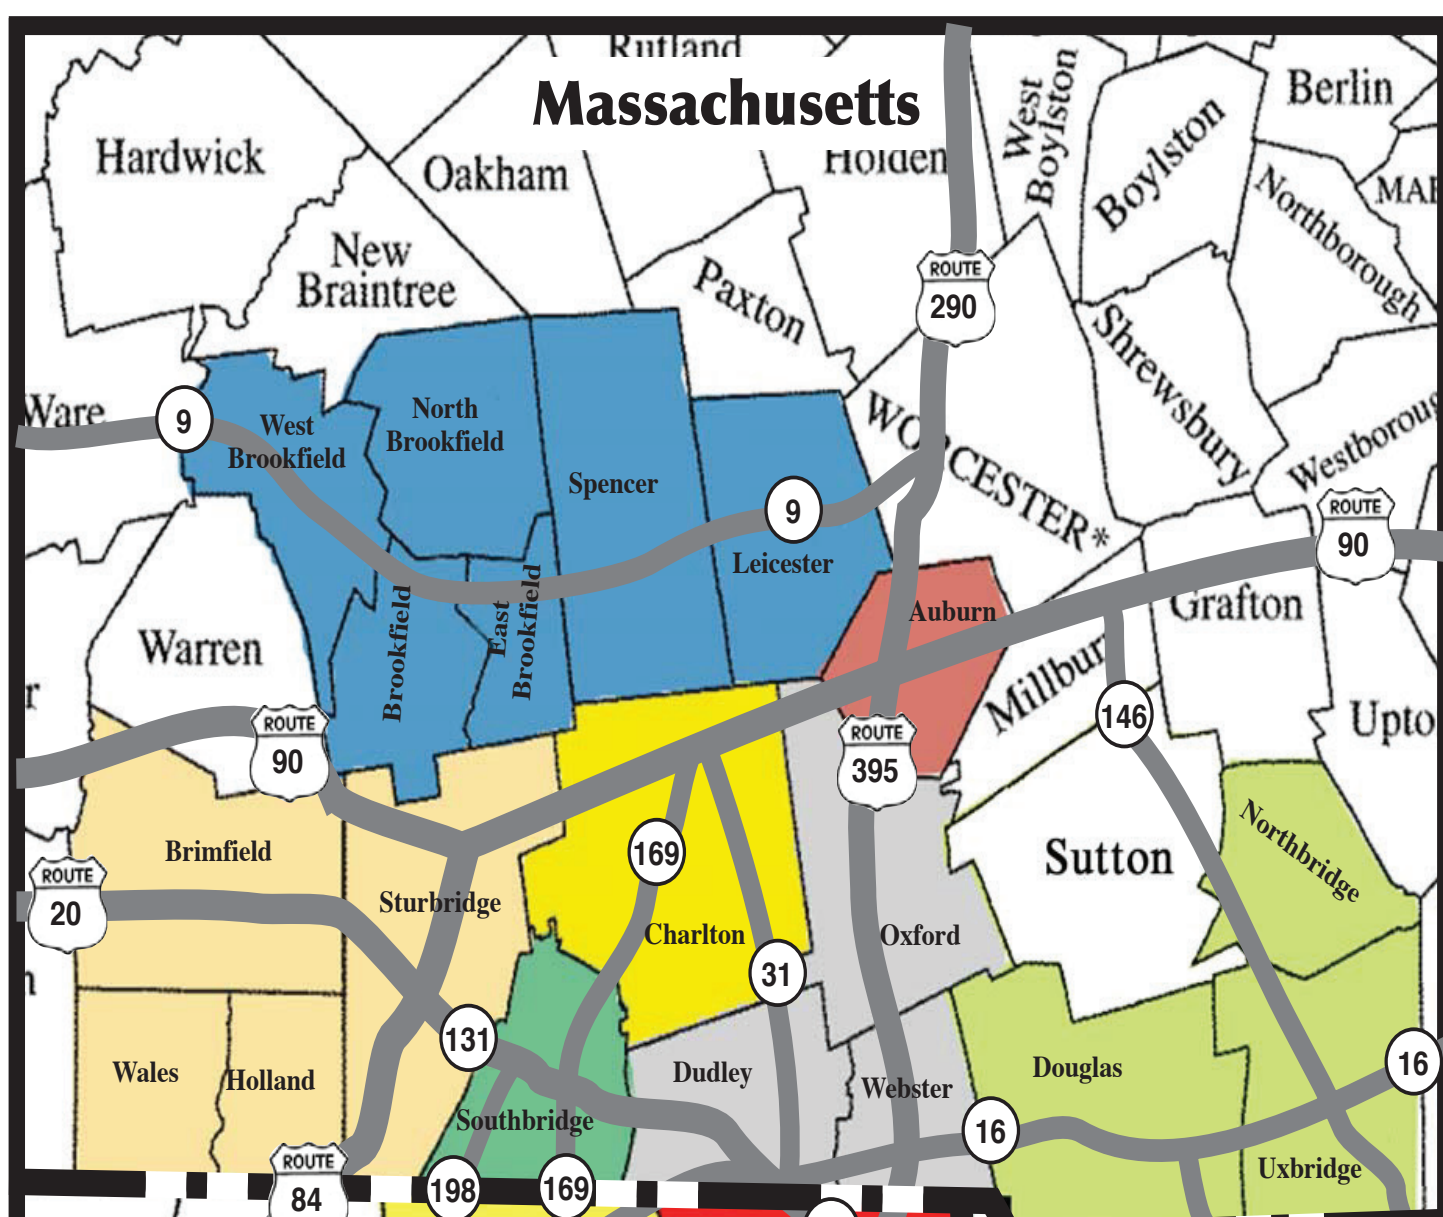 Rutland
Massachusetts
West
Boylston
Boylston
Berlin
Hardwick
Oakham
Holden
Northborough
New
Braintree
Paxton
ROUTE
290
Shrewsbury
Ware
9
West
Brookfield
North
Brookfield
Spencer
9
Leicester
WORCESTER*
Westboroug
ROUTE
90
Brookfield
East
Brookfield
Auburn
Grafton
Warren
Millbur
146
Upto
ROUTE
90
ROUTE
395
Brimfield
169
Sutton
Northbridge
ROUTE
20
Sturbridge
Charlton
31
Oxford
131
Wales
Holland
Dudley
Webster
Douglas
16
Southbridge
16
Uxbridge
ROUTE
84
198
169